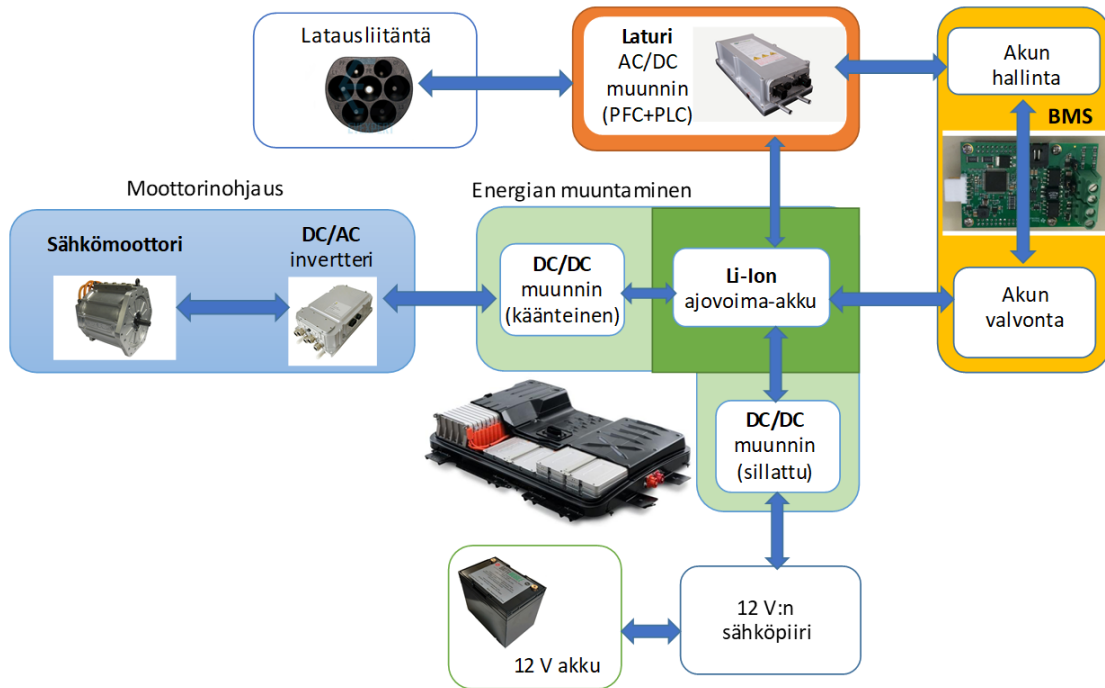 Latausliitäntä
Laturi
AC/DC
muunnin
(PFC+PLC)
Akun
hallinta
BMS
Akun
valvonta
Moottorinohjaus
Sähkömoottori
DC/AC
invertteri
Energian muuntaminen
DC/DC
muunnin
(käänteinen)
Li-Ion
ajovoima-akku
DC/DC
muunnin
(sillattu)
12 V akku
12 V:n
sähköpiiri